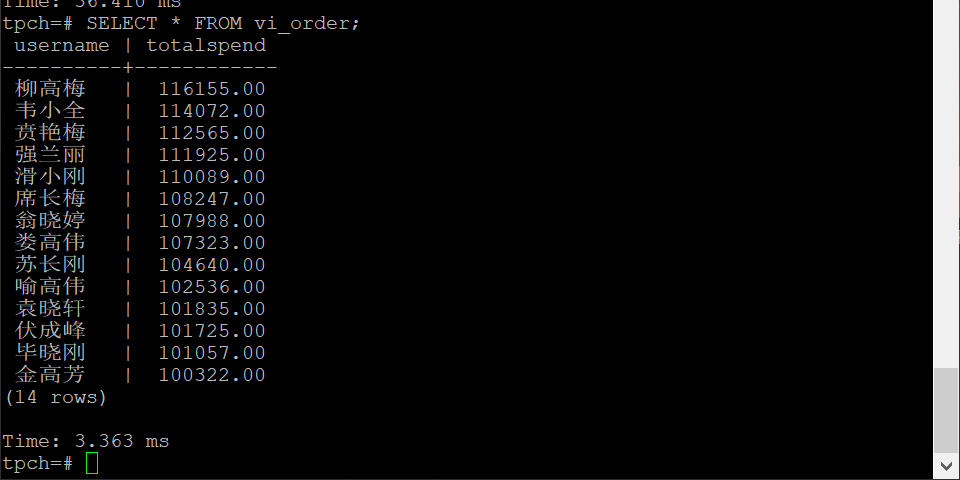 Time: 36.410 ms
tpch=# SELECT * FROM vi_order;
username | totalspend
----------+------------
柳高梅 | 116155.00
韦小全 | 114072.00
贲艳梅 | 112565.00
强兰丽 | 111925.00
滑小刚 | 110089.00
席长梅 | 108247.00
翁晓婷 | 107988.00
娄高伟 | 107323.00
苏长刚 | 104640.00
喻高伟 | 102536.00
袁晓轩 | 101835.00
伏成峰 | 101725.00
毕晓刚 | 101057.00
金高芳 | 100322.00
(14 rows)
Time: 3.363 ms
tpch=#